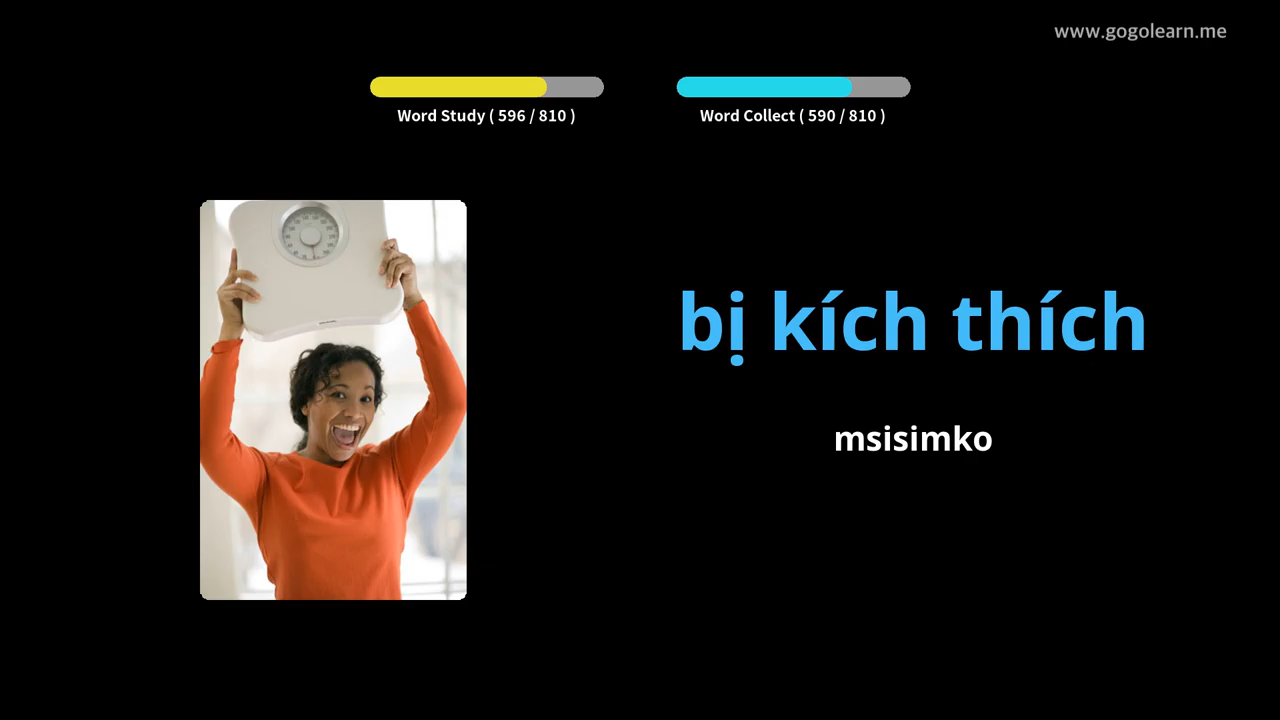 www.gogolearn.me
Word Study ( 596 / 810 )
Word Collect ( 590 / 810 )
bị kích thích
msisimko